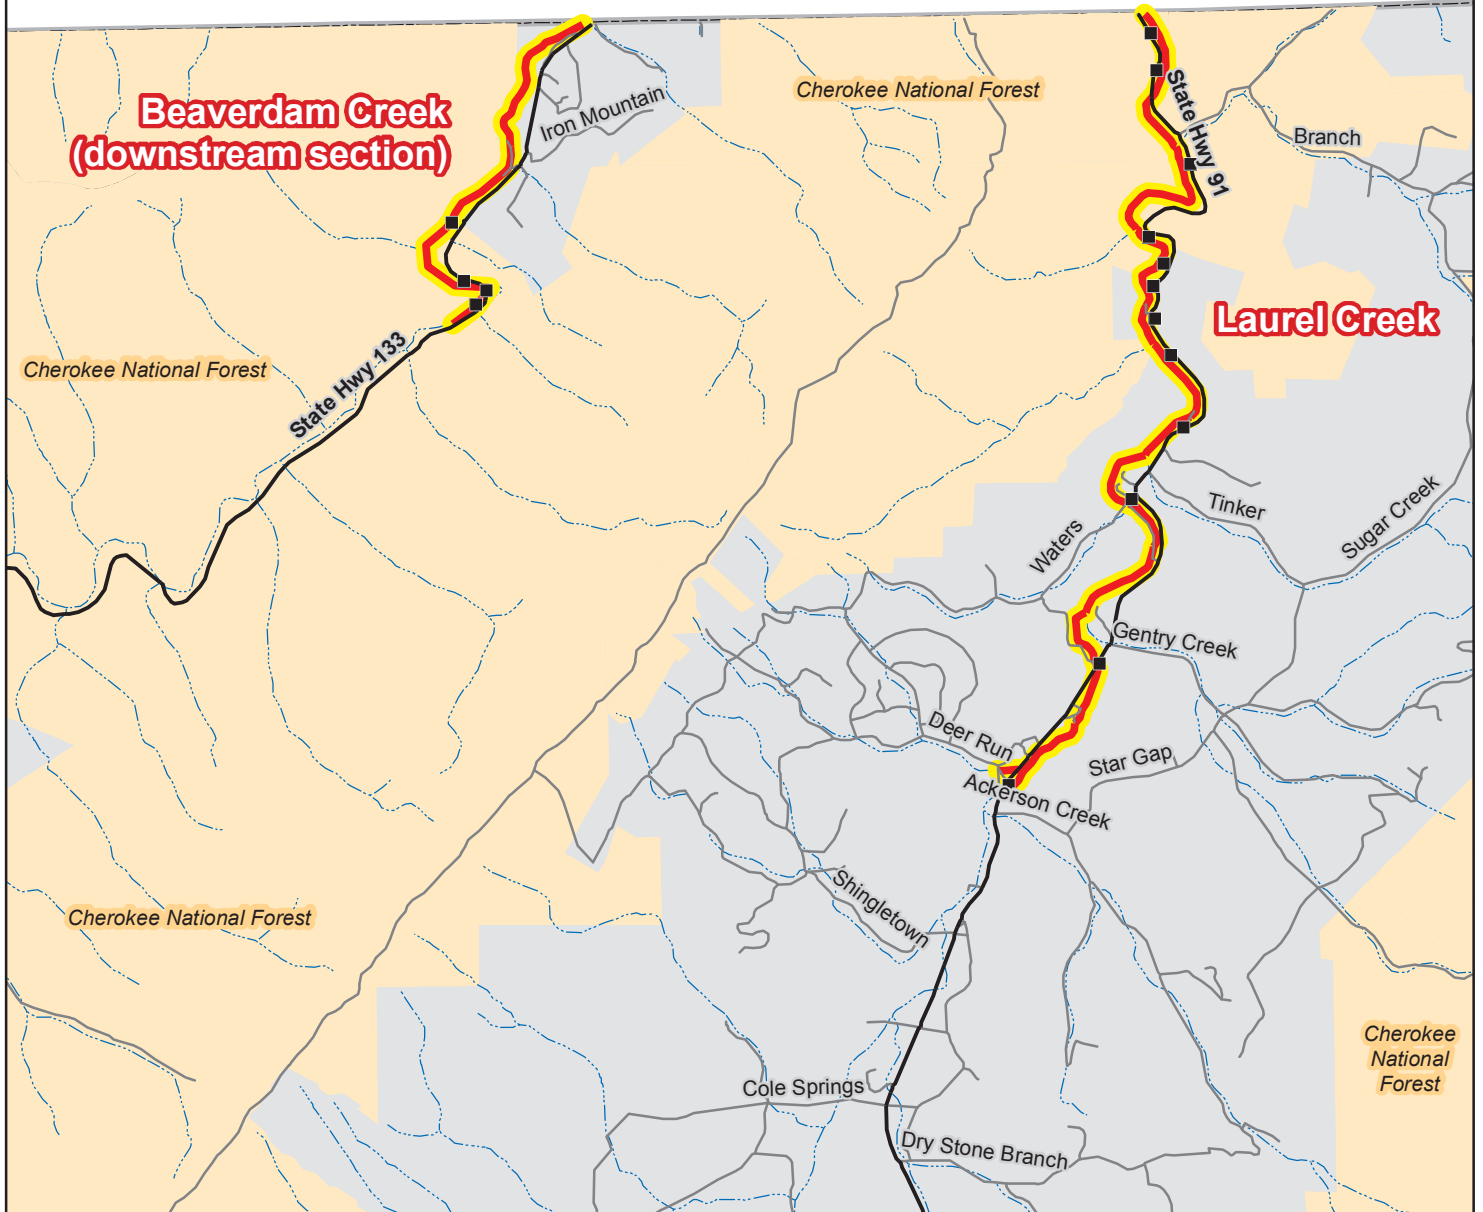 Beaverdam Creek
(downstream section)
Iron Mountain
Cherokee National Forest
State Hwy 91
Branch
Laurel Creek
Cherokee National Forest
State Hwy 133
Tinker
Sugar Creek
Waters
Gentry Creek
Deer Run
Star Gap
Ackerson Creek
Shingletown
Cherokee National Forest
Cherokee
National
Forest
Cole Springs
Dry Stone Branch